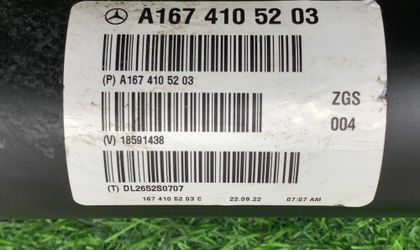 A167 410 52 03
(P) A167 410 52 03
ZGS
004
(V) 18591438
(T) DL2652S0707
167 410 52 03 C 22.09.22 07:07 AM